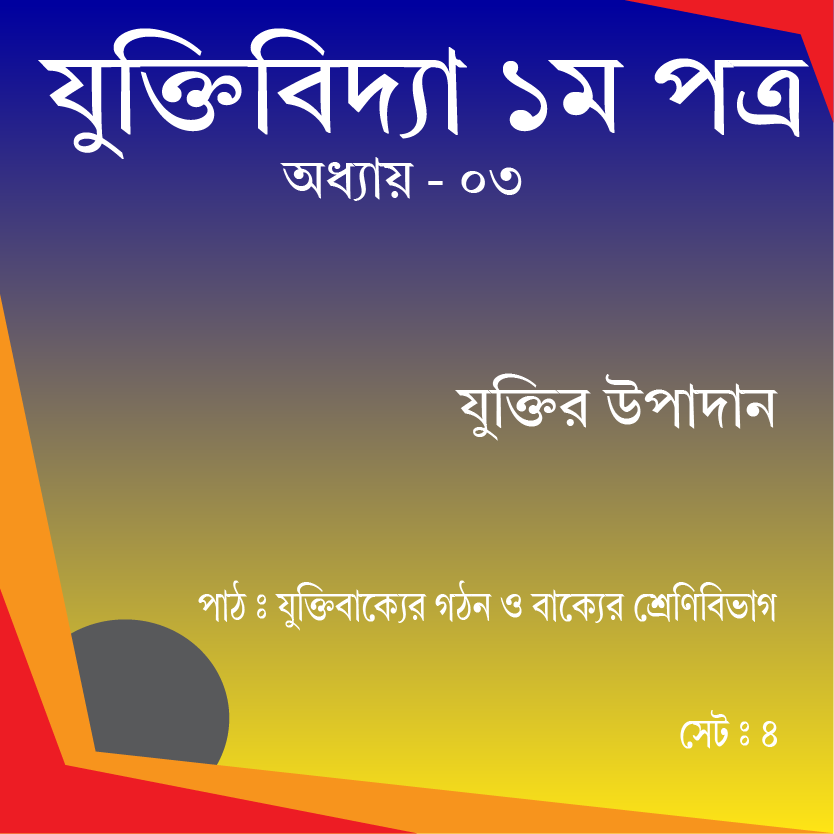 যুক্তিবিদ্যা ১ম পত্র
অধ্যায় - ০৩
যুক্তির উপাদান
পাঠ ঃ যুক্তিবাক্যের গঠন ও বাক্যের শ্রেণিবিভাগ
সেট ঃ ৪